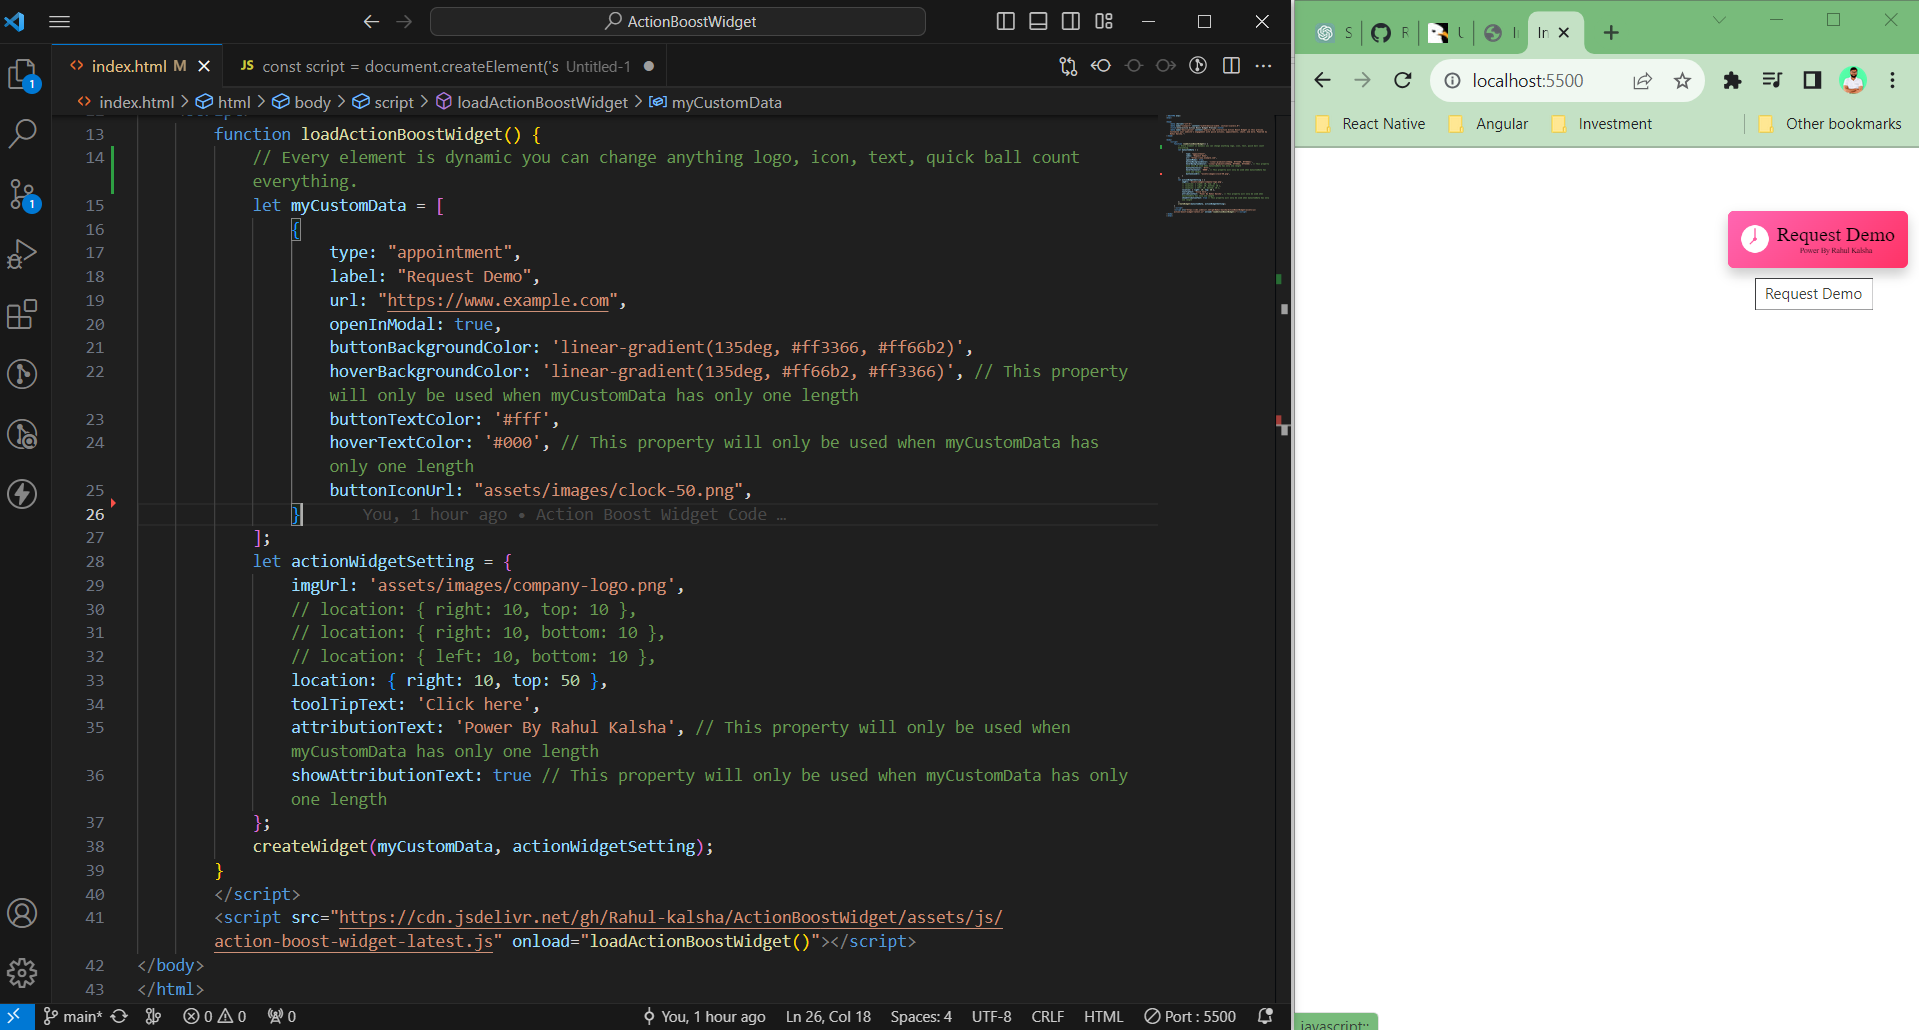 ActionBoostWidget
index.html M
JS const script = document.createElement('s Untitled-1
index.html > html > body > script > loadActionBoostWidget > myCustomData
13 function loadActionBoostWidget() {
14 // Every element is dynamic you can change anything logo, icon, text, quick ball count
everything.
15 let myCustomData = [
16 {
17 type: "appointment",
18 label: "Request Demo",
19 url: "https://www.example.com",
20 openInModal: true,
21 buttonBackgroundColor: 'linear-gradient(135deg, #ff3366, #ff66b2)',
22 hoverBackgroundColor: 'linear-gradient(135deg, #ff66b2, #ff3366)', // This property
will only be used when myCustomData has only one length
23 buttonTextColor: '#fff',
24 hoverTextColor: '#000', // This property will only be used when myCustomData has
only one length
25 buttonIconUrl: "assets/images/clock-50.png",
26 } You, 1 hour ago • Action Boost Widget Code …
27 ];
28 let actionWidgetSetting = {
29 imgUrl: 'assets/images/company-logo.png',
30 // location: { right: 10, top: 10 },
31 // location: { right: 10, bottom: 10 },
32 // location: { left: 10, bottom: 10 },
33 location: { right: 10, top: 50 },
34 toolTipText: 'Click here',
35 attributionText: 'Power By Rahul Kalsha', // This property will only be used when
myCustomData has only one length
36 showAttributionText: true // This property will only be used when myCustomData has only
one length
37 };
38 createWidget(myCustomData, actionWidgetSetting);
39 }
40 </script>
41 <script src="https://cdn.jsdelivr.net/gh/Rahul-kalsha/ActionBoostWidget/assets/js/
action-boost-widget-latest.js" onload="loadActionBoostWidget()"></script>
42 </body>
43 </html>
1
1
main* 0 0 0
You, 1 hour ago Ln 26, Col 18 Spaces: 4 UTF-8 CRLF HTML Port : 5500
S
In
localhost:5500
React Native Angular Investment Other bookmarks
Request Demo
Power By Rahul Kalsha
Request Demo
javascript:;